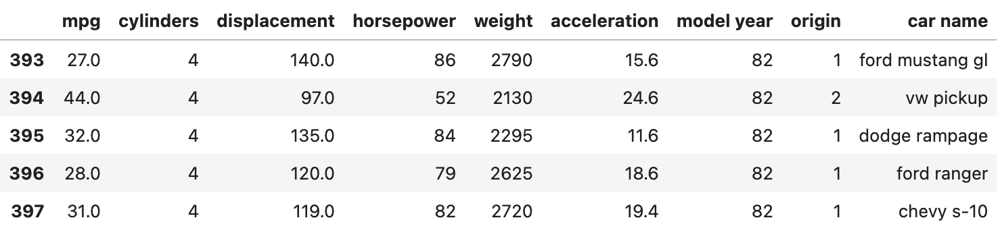 mpg cylinders displacement horsepower weight acceleration model year origin car name
393 27.0 4 140.0 86 2790 15.6 82 1 ford mustang gl
394 44.0 4 97.0 52 2130 24.6 82 2 vw pickup
395 32.0 4 135.0 84 2295 11.6 82 1 dodge rampage
396 28.0 4 120.0 79 2625 18.6 82 1 ford ranger
397 31.0 4 119.0 82 2720 19.4 82 1 chevy s-10